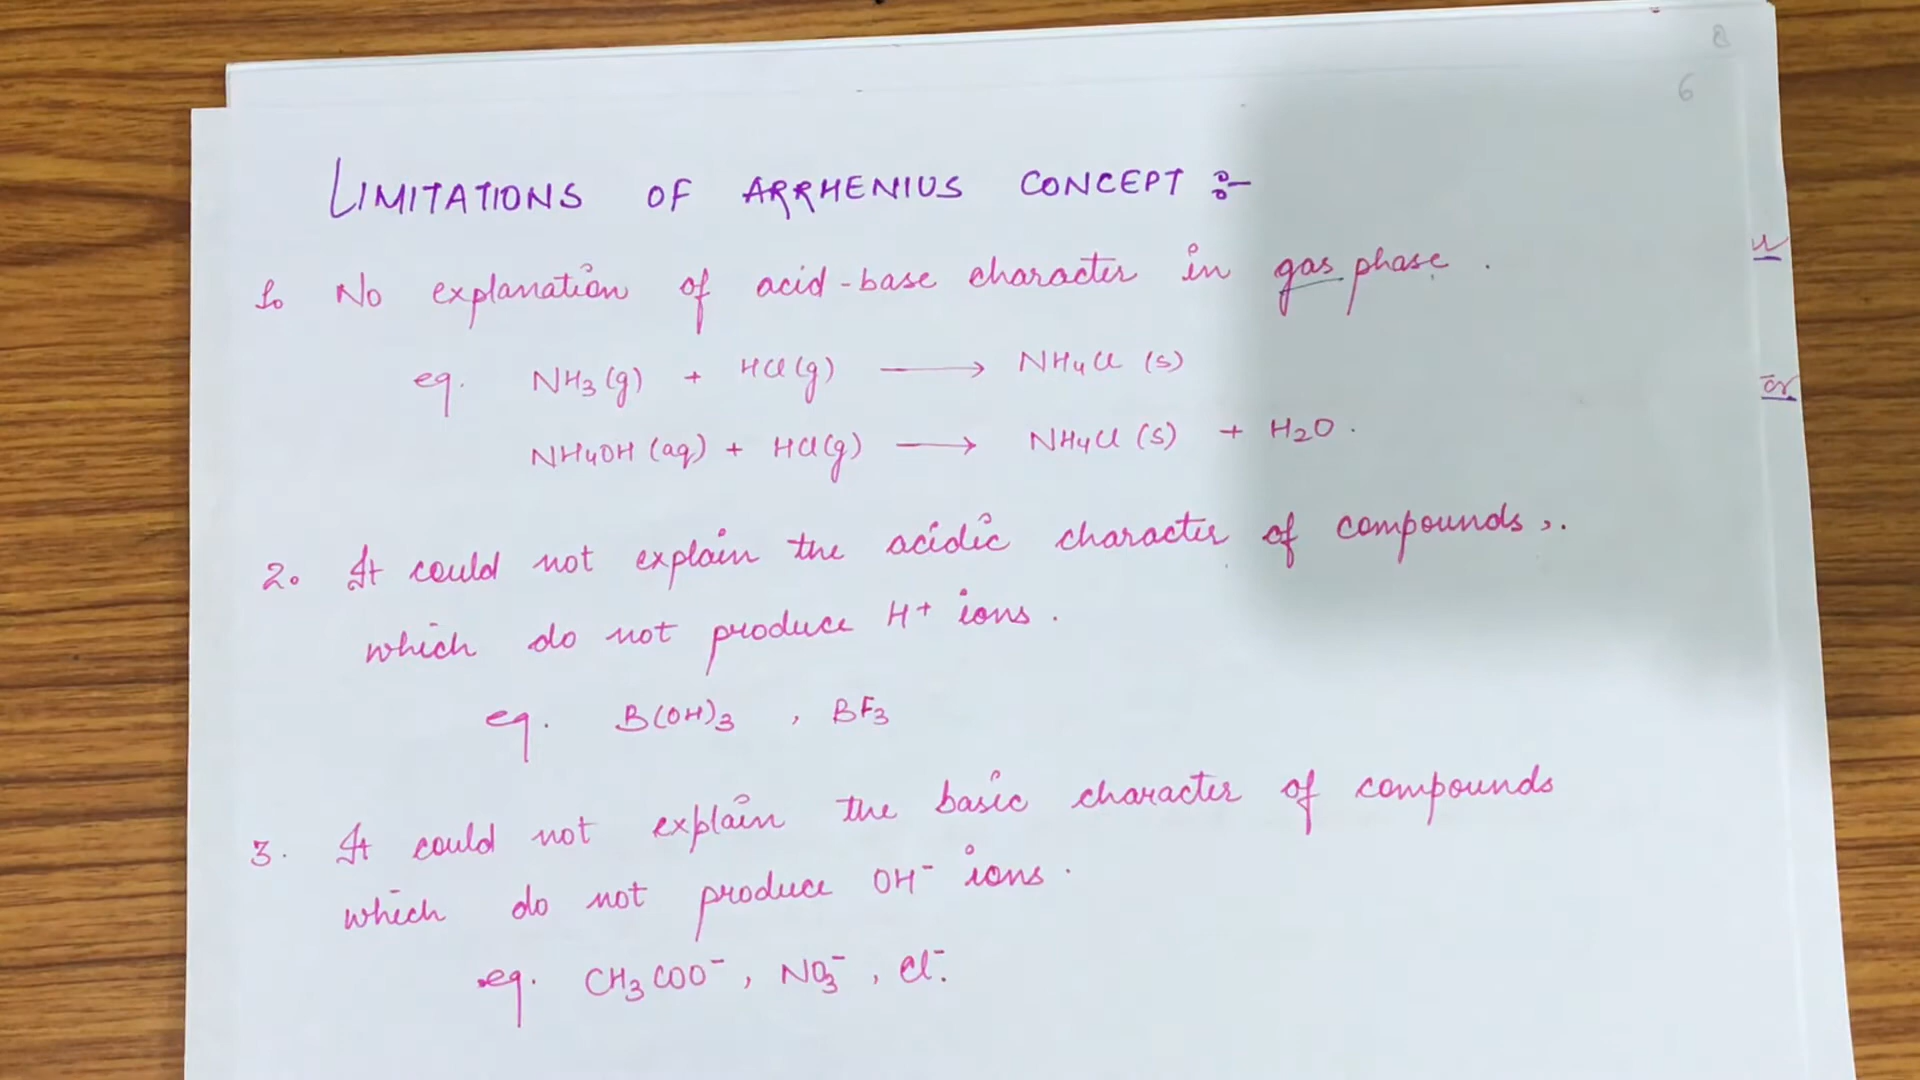 8
6
LIMITATIONS OF ARRHENIUS CONCEPT :-
1. No explanation of acid-base character in gas phase.
eg. NH3(g) + HCl(g) ⟶ NH4Cl (s)
or
NH4OH (aq) + HCl(g) ⟶ NH4Cl (s) + H2O.
2. It could not explain the acidic character of compounds,.
which do not produce H+ ions.
eg. B(OH)3 , BF3
3. It could not explain the basic character of compounds
which do not produce OH- ions.
eg. CH3COO-, NO3-, Cl-.